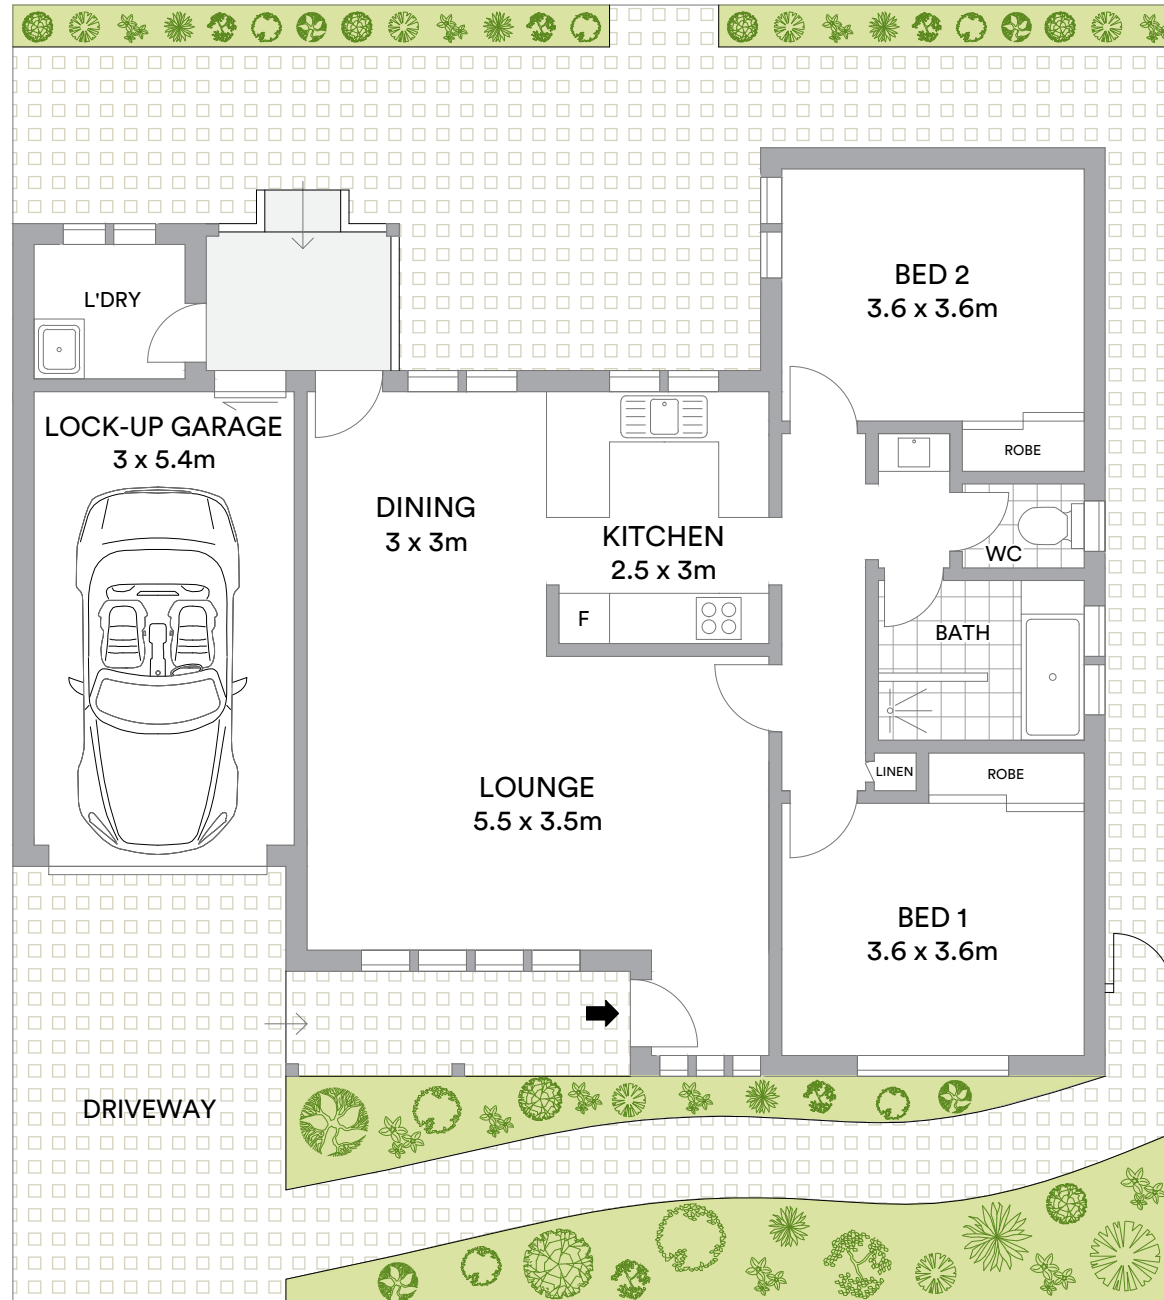 BED 2
3.6 x 3.6m
L'DRY
LOCK-UP GARAGE
3 x 5.4m
ROBE
DINING
3 x 3m
KITCHEN
2.5 x 3m
WC
F
BATH
LOUNGE
5.5 x 3.5m
LINEN
ROBE
BED 1
3.6 x 3.6m
DRIVEWAY